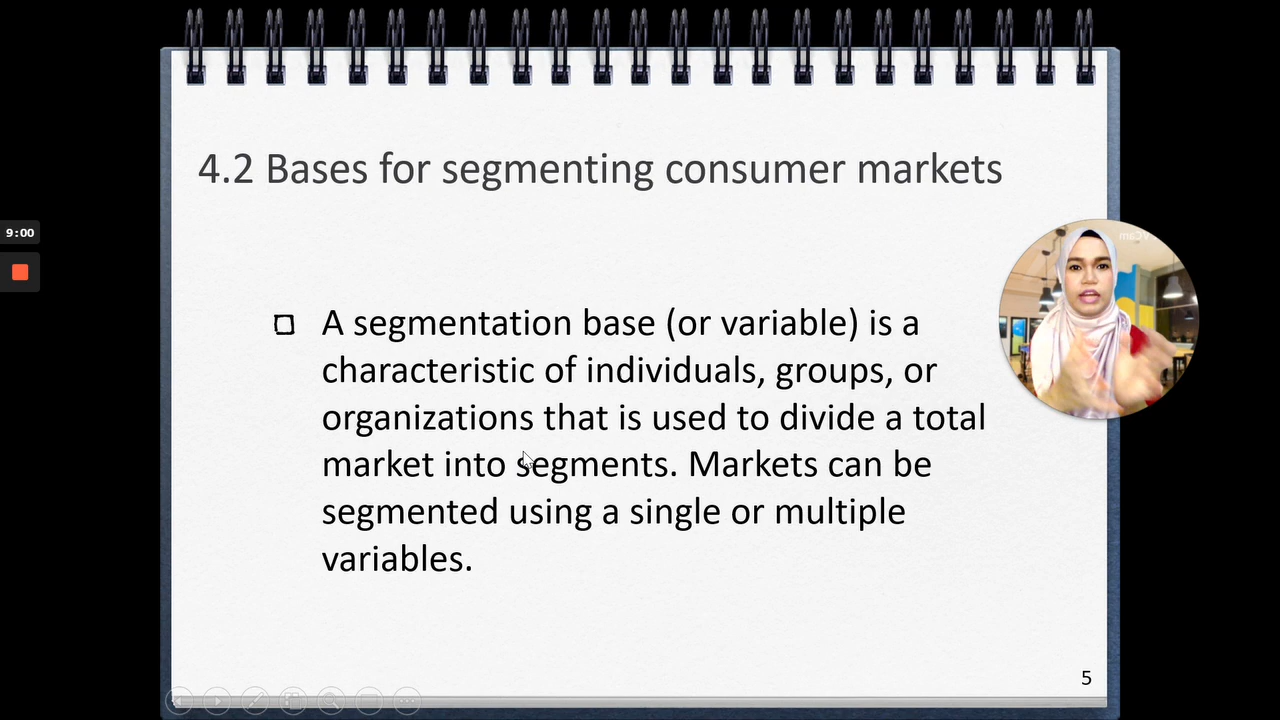 4.2 Bases for segmenting consumer markets
9:00
A segmentation base (or variable) is a
characteristic of individuals, groups, or
organizations that is used to divide a total
market into segments. Markets can be
segmented using a single or multiple
variables.
5